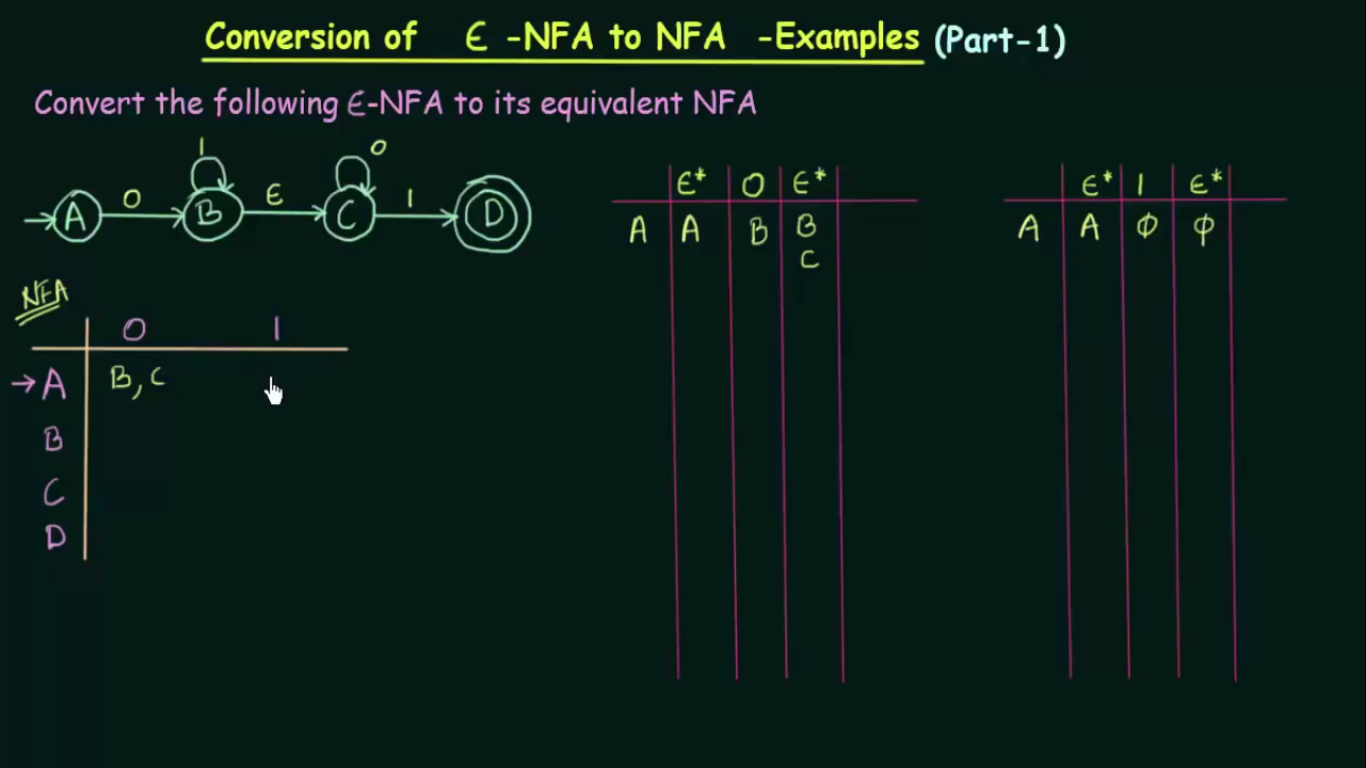 Conversion of ϵ -NFA to NFA -Examples (Part-1)
Convert the following ϵ-NFA to its equivalent NFA
1 0
→ A 0 B ϵ C 1 D
NFA
0 1
→ A B, C
B
C
D
ϵ* 0 ϵ*
A A B B
C
ϵ* 1 ϵ*
A A ϕ ϕ